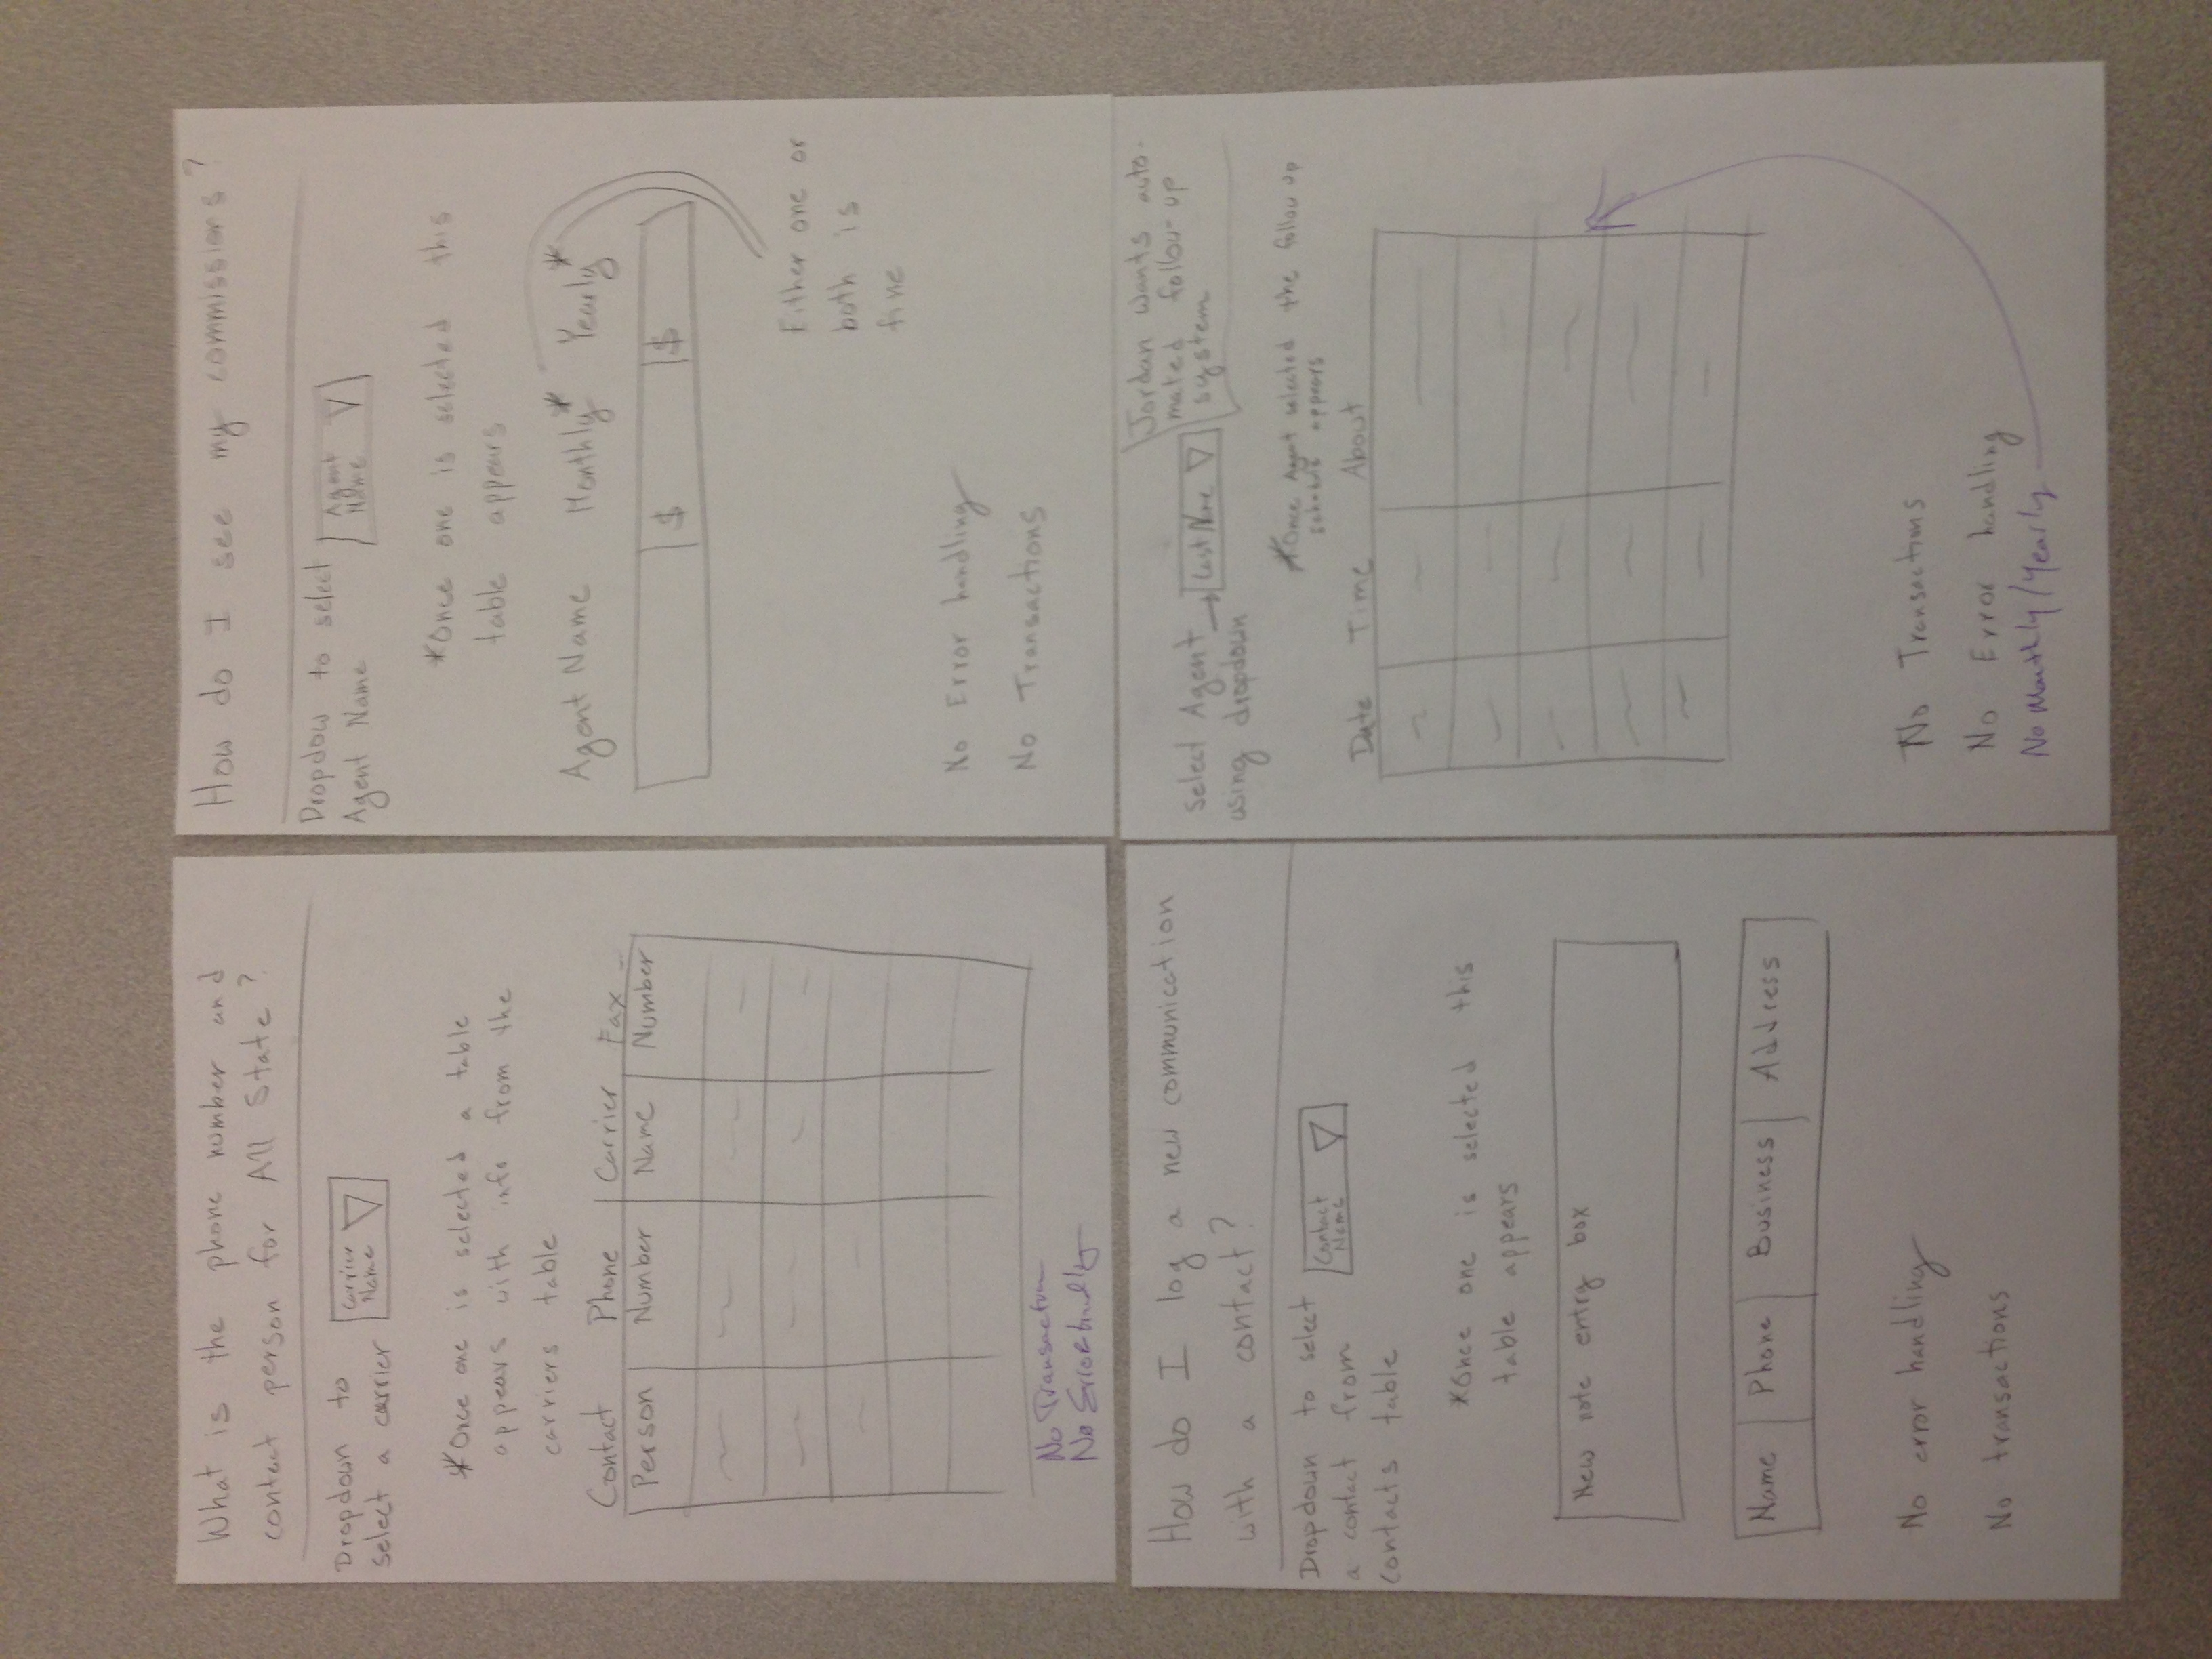 What is the phone number and
contact person for All State?
Dropdown to
select a carrier
Carrier
Name
*Once one is selected a table
appears with info from the
carriers table
Contact Phone Carrier Fax
Person Number Name Number
No Transaction
No Error handling
How do I see my commissions?
Dropdow to select
Agent Name
Agent
Name
*Once one is selected this
table appears
Agent Name Monthly* Yearly*
$ $
Either one or
both is
fine
No Error handling
No Transactions
How do I log a new communication
with a contact?
Dropdown to select
a contact from
contacts table
Contact
Name
*Once one is selected this
table appears
New note entry box
Name Phone Business Address
No error handling
No transactions
Jordan wants auto-
mated follow-up
system
Select Agent
using dropdown
Last Name
*Once Agent selected the follow up
schedule appears
Date Time About
No Transactions
No Error handling
No Monthly/Yearly